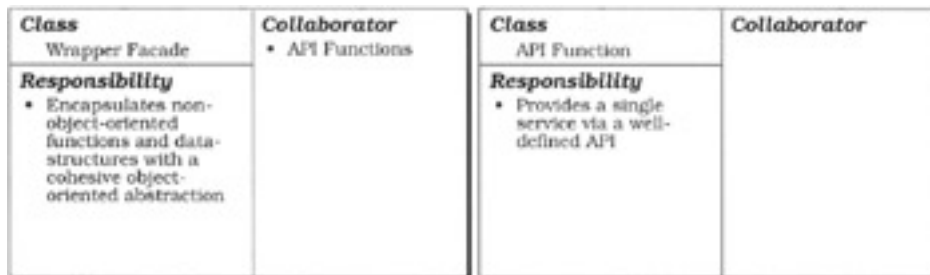 Class
Wrapper Facade
Collaborator
• API Functions
Responsibility
• Encapsulates non-
object-oriented
functions and data-
structures with a
cohesive object-
oriented abstraction
Class
API Function
Collaborator
Responsibility
• Provides a single
service via a well-
defined API